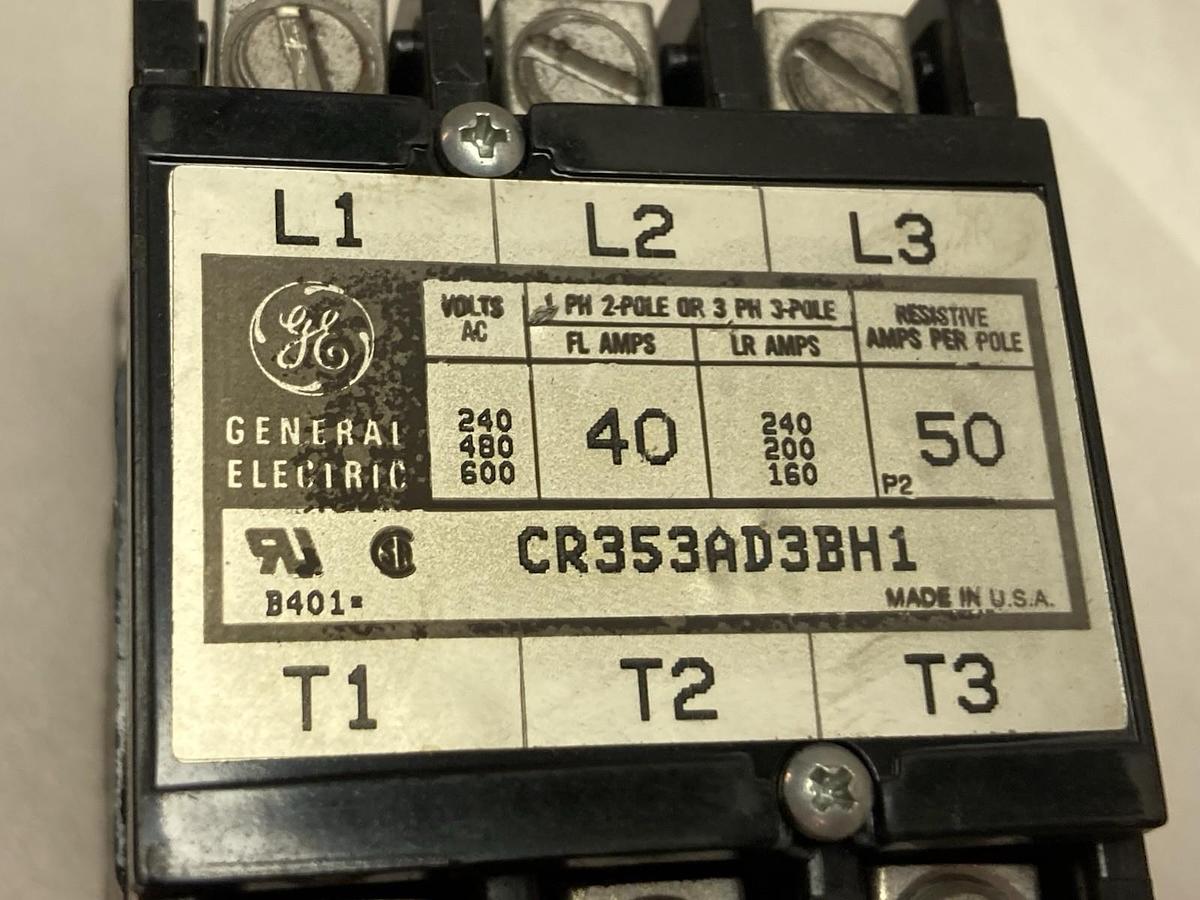 L1 L2 L3
GE
GENERAL
ELECTRIC
VOLTS
AC
1 PH 2-POLE OR 3 PH 3-POLE
FL AMPS LR AMPS
RESISTIVE
AMPS PER POLE
240
480
600
40
240
200
160
50
P2
RU SA
CR353AD3BH1
B401=
MADE IN U.S.A.
T1 T2 T3